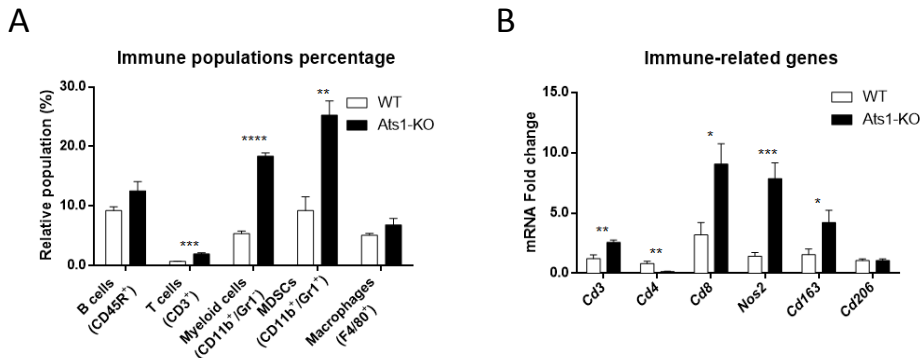 A
Immune populations percentage
Relative population (%)
30.0
20.0
10.0
0.0
WT
Ats1-KO
***
****
**
B cells
(CD45R⁺)
T cells
(CD3⁺)
Myeloid cells
(CD11b⁺/Gr1⁻)
MDSCs
(CD11b⁺/Gr1⁺)
Macrophages
(F4/80⁺)
B
Immune-related genes
mRNA Fold change
15.0
10.0
5.0
0.0
WT
Ats1-KO
**
**
*
***
*
Cd3
Cd4
Cd8
Nos2
Cd163
Cd206